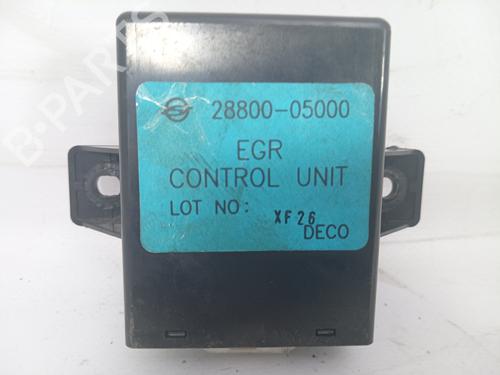 28800-05000
EGR
CONTROL UNIT
LOT NO: XF26
DECO
B-PARTS